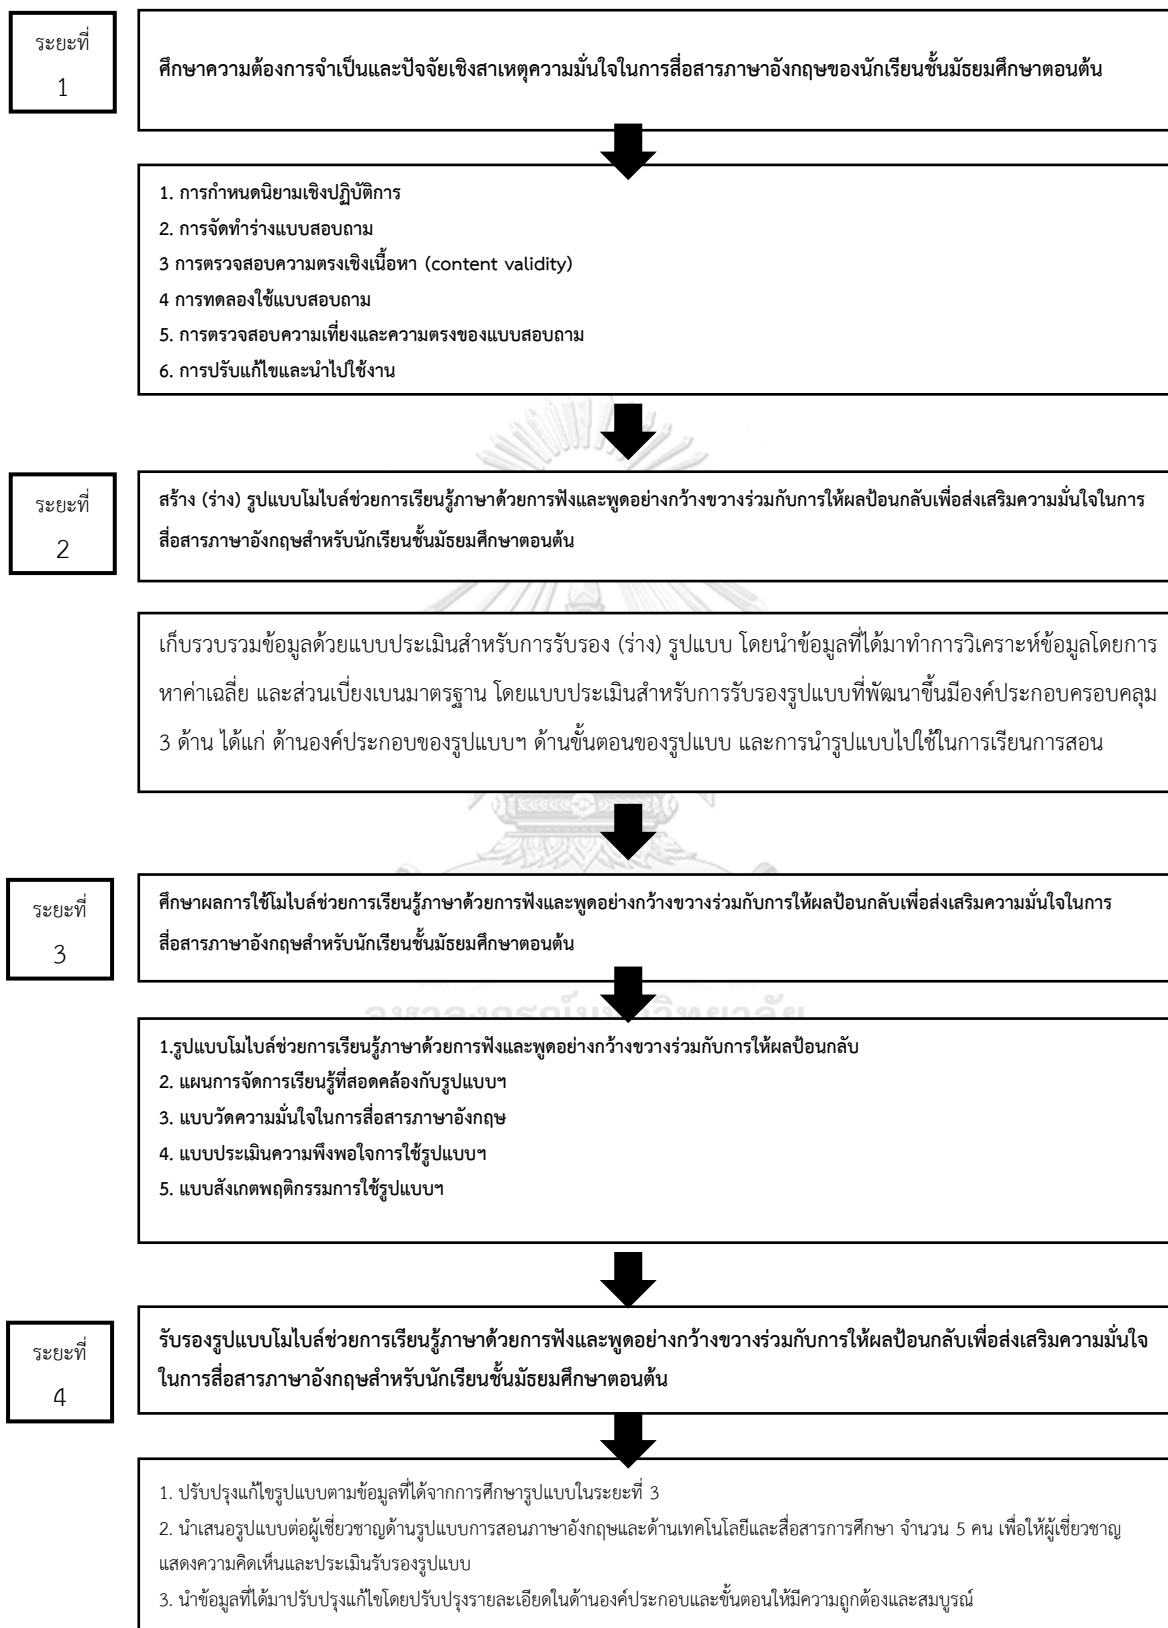 ระยะที่
1
ศึกษาความต้องการจำเป็นและปัจจัยเชิงสาเหตุความมั่นใจในการสื่อสารภาษาอังกฤษของนักเรียนชั้นมัธยมศึกษาตอนต้น
1. การกำหนดนิยามเชิงปฏิบัติการ
2. การจัดทำร่างแบบสอบถาม
3 การตรวจสอบความตรงเชิงเนื้อหา (content validity)
4 การทดลองใช้แบบสอบถาม
5. การตรวจสอบความเที่ยงและความตรงของแบบสอบถาม
6. การปรับแก้ไขและนำไปใช้งาน
ระยะที่
2
สร้าง (ร่าง) รูปแบบโมไบล์ช่วยการเรียนรู้ภาษาด้วยการฟังและพูดอย่างกว้างขวางร่วมกับการให้ผลป้อนกลับเพื่อส่งเสริมความมั่นใจในการ
สื่อสารภาษาอังกฤษสำหรับนักเรียนชั้นมัธยมศึกษาตอนต้น
เก็บรวบรวมข้อมูลด้วยแบบประเมินสำหรับการรับรอง (ร่าง) รูปแบบ โดยนำข้อมูลที่ได้มาทำการวิเคราะห์ข้อมูลโดยการ
หาค่าเฉลี่ย และส่วนเบี่ยงเบนมาตรฐาน โดยแบบประเมินสำหรับการรับรองรูปแบบที่พัฒนาขึ้นมีองค์ประกอบครอบคลุม
3 ด้าน ได้แก่ ด้านองค์ประกอบของรูปแบบฯ ด้านขั้นตอนของรูปแบบ และการนำรูปแบบไปใช้ในการเรียนการสอน
ระยะที่
3
ศึกษาผลการใช้โมไบล์ช่วยการเรียนรู้ภาษาด้วยการฟังและพูดอย่างกว้างขวางร่วมกับการให้ผลป้อนกลับเพื่อส่งเสริมความมั่นใจในการ
สื่อสารภาษาอังกฤษสำหรับนักเรียนชั้นมัธยมศึกษาตอนต้น
จุฬาลงกรณ์มหาวิทยาลัย
1.รูปแบบโมไบล์ช่วยการเรียนรู้ภาษาด้วยการฟังและพูดอย่างกว้างขวางร่วมกับการให้ผลป้อนกลับ
2. แผนการจัดการเรียนรู้ที่สอดคล้องกับรูปแบบฯ
3. แบบวัดความมั่นใจในการสื่อสารภาษาอังกฤษ
4. แบบประเมินความพึงพอใจการใช้รูปแบบฯ
5. แบบสังเกตพฤติกรรมการใช้รูปแบบฯ
ระยะที่
4
รับรองรูปแบบโมไบล์ช่วยการเรียนรู้ภาษาด้วยการฟังและพูดอย่างกว้างขวางร่วมกับการให้ผลป้อนกลับเพื่อส่งเสริมความมั่นใจ
ในการสื่อสารภาษาอังกฤษสำหรับนักเรียนชั้นมัธยมศึกษาตอนต้น
1. ปรับปรุงแก้ไขรูปแบบตามข้อมูลที่ได้จากการศึกษารูปแบบในระยะที่ 3
2. นำเสนอรูปแบบต่อผู้เชี่ยวชาญด้านรูปแบบการสอนภาษาอังกฤษและด้านเทคโนโลยีและสื่อสารการศึกษา จำนวน 5 คน เพื่อให้ผู้เชี่ยวชาญ
แสดงความคิดเห็นและประเมินรับรองรูปแบบ
3. นำข้อมูลที่ได้มาปรับปรุงแก้ไขโดยปรับปรุงรายละเอียดในด้านองค์ประกอบและขั้นตอนให้มีความถูกต้องและสมบูรณ์